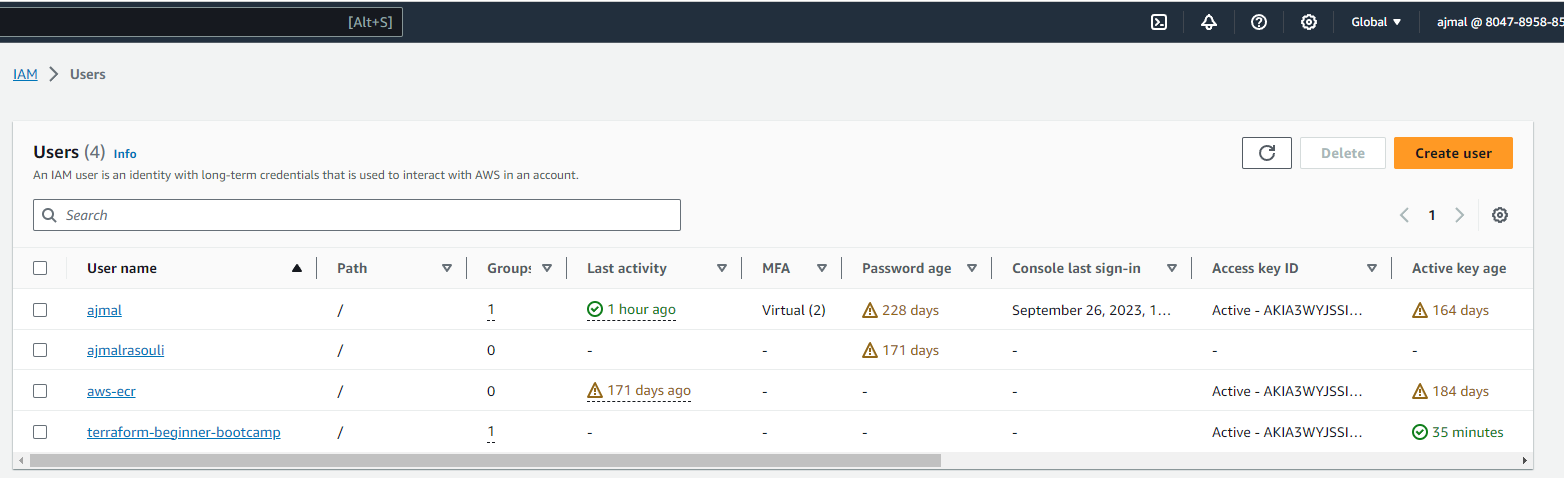 [Alt+S] Global ajmal @ 8047-8958-85
IAM > Users
Users (4) Info
Delete
Create user
An IAM user is an identity with long-term credentials that is used to interact with AWS in an account.
Search
1
User name Path Groups Last activity MFA Password age Console last sign-in Access key ID Active key age
ajmal / 1 1 hour ago Virtual (2) 228 days September 26, 2023, 1... Active - AKIA3WYJSSI... 164 days
ajmalrasouli / 0 - - 171 days - - -
aws-ecr / 0 171 days ago - - - Active - AKIA3WYJSSI... 184 days
terraform-beginner-bootcamp / 1 - - - - Active - AKIA3WYJSSI... 35 minutes